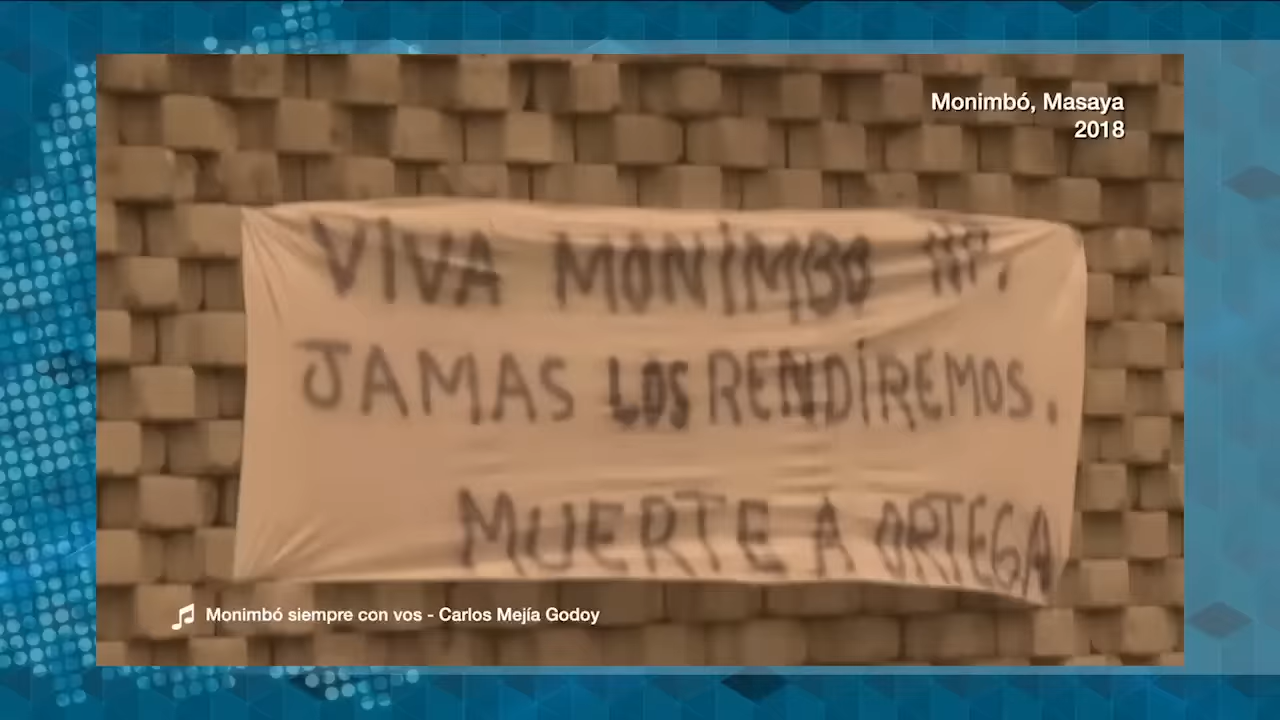 Monimbó, Masaya
2018
VIVA MONIMBO
JAMAS LOS RENDIREMOS.
MUERTE A ORTEGA
Monimbó siempre con vos - Carlos Mejía Godoy